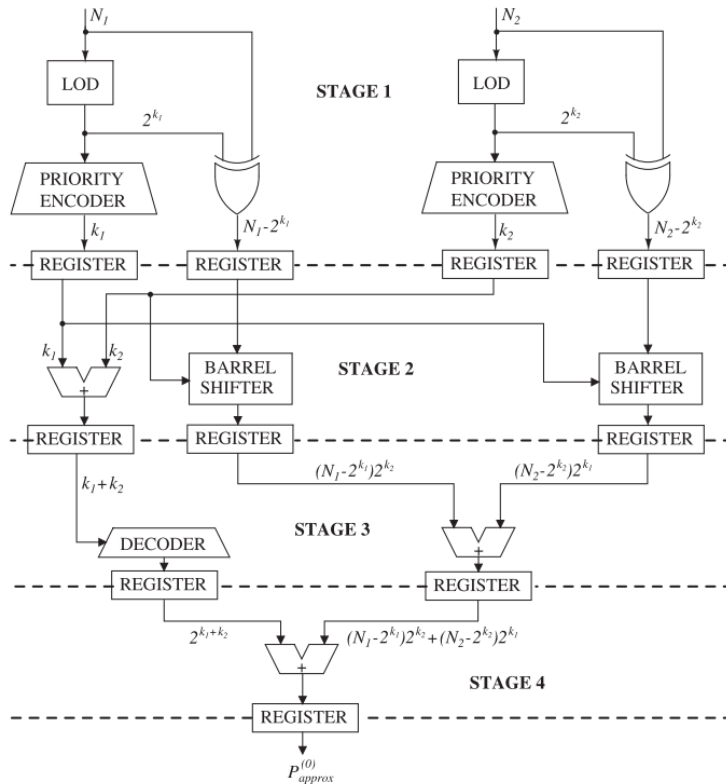 N₁ N₂
LOD LOD
STAGE 1
2^{k₁} 2^{k₂}
PRIORITY ENCODER PRIORITY ENCODER
k₁ N₁-2^{k₁} k₂ N₂-2^{k₂}
REGISTER REGISTER REGISTER REGISTER
k₁ k₂
BARREL SHIFTER STAGE 2 BARREL SHIFTER
+
REGISTER REGISTER REGISTER
k₁+k₂ (N₁-2^{k₁})2^{k₂} (N₂-2^{k₂})2^{k₁}
STAGE 3
DECODER +
REGISTER REGISTER
2^{k₁+k₂} (N₁-2^{k₁})2^{k₂}+(N₂-2^{k₂})2^{k₁}
+
STAGE 4
REGISTER
P_{approx}^{(0)}